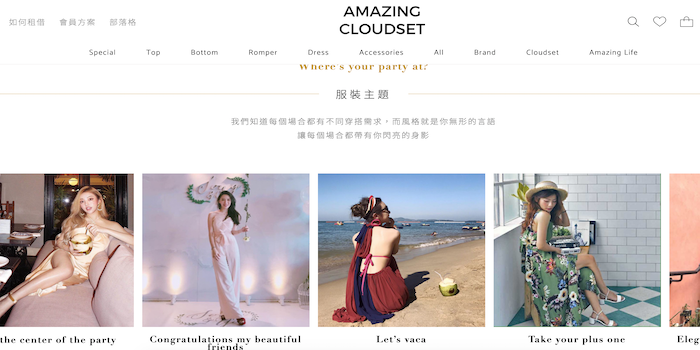 如何租借 會員方案 部落格
AMAZING
CLOUDSET
Special Top Bottom Romper Dress Accessories All Brand Cloudset Amazing Life
Where's your party at?
服裝主題
我們知道每個場合都有不同穿搭需求，而風格就是你無形的言語
讓每個場合都帶有你閃亮的身影
the center of the party
Congratulations my beautiful
friends
Let's vaca
Take your plus one
Eleg